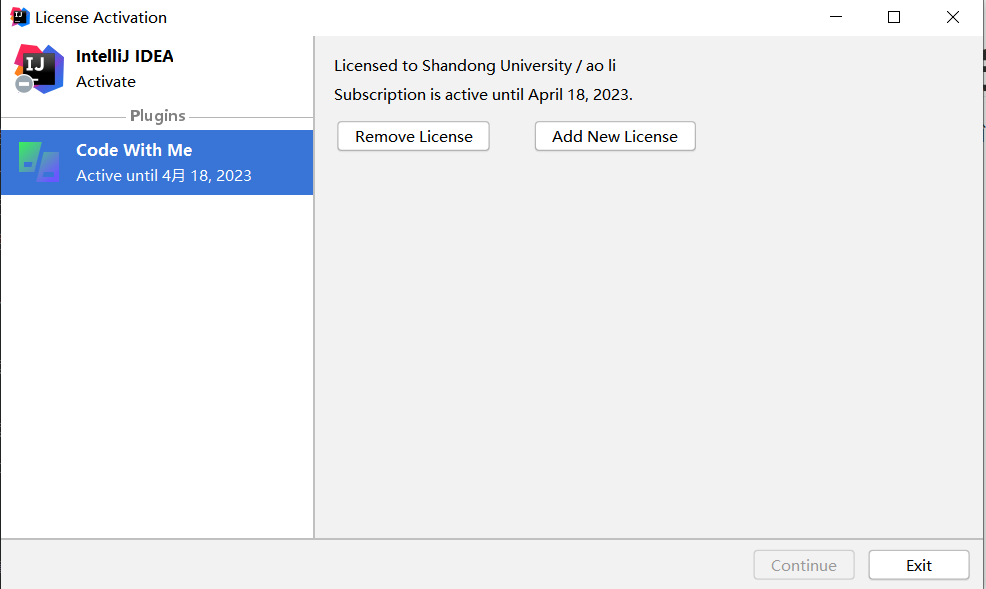 License Activation
IntelliJ IDEA
Activate
Plugins
Code With Me
Active until 4月 18, 2023
Licensed to Shandong University / ao li
Subscription is active until April 18, 2023.
Remove License
Add New License
Continue
Exit